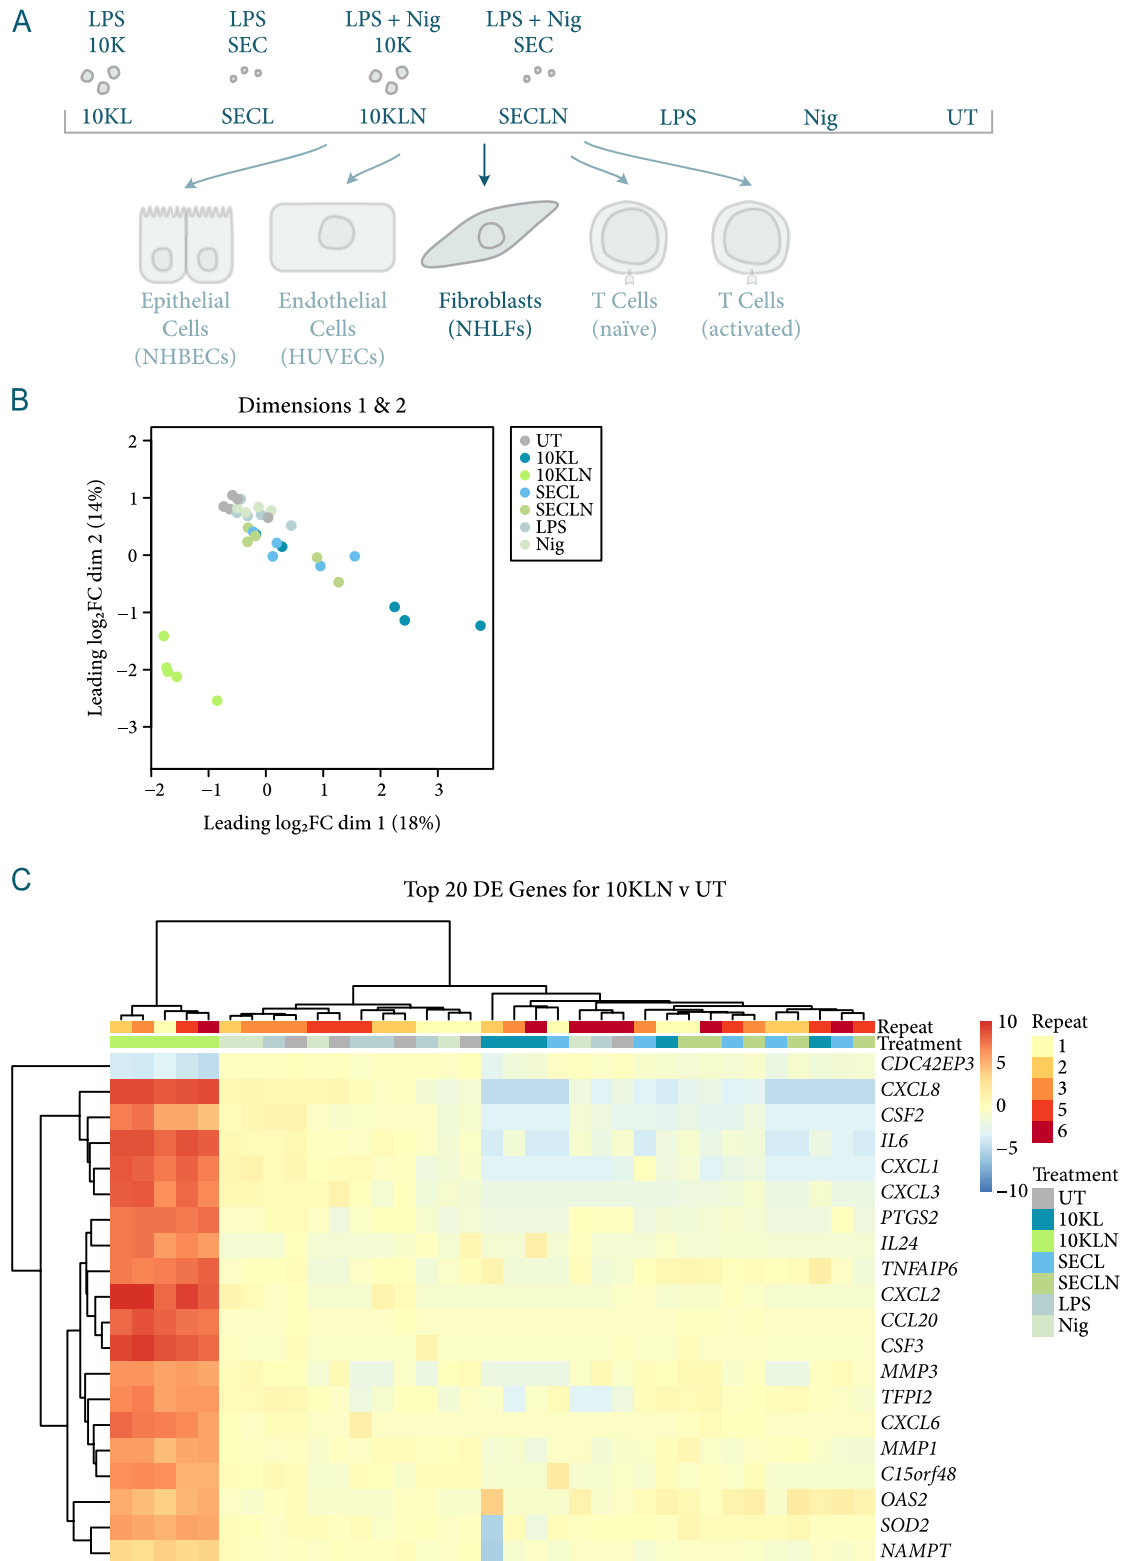 A
LPS LPS LPS + Nig LPS + Nig
10K SEC 10K SEC
10KL SECL 10KLN SECLN LPS Nig UT
Epithelial Endothelial Fibroblasts T Cells T Cells
Cells Cells (NHLFs) (naïve) (activated)
(NHBECs) (HUVECs)
B
Dimensions 1 & 2
Leading log₂FC dim 2 (14%)
2
1
0
−1
−2
−3
−2 −1 0 1 2 3
Leading log₂FC dim 1 (18%)
UT
10KL
10KLN
SECL
SECLN
LPS
Nig
C
Top 20 DE Genes for 10KLN v UT
Repeat
Treatment
CDC42EP3
CXCL8
CSF2
IL6
CXCL1
CXCL3
PTGS2
IL24
TNFAIP6
CXCL2
CCL20
CSF3
MMP3
TFPI2
CXCL6
MMP1
C15orf48
OAS2
SOD2
NAMPT
10
5
0
−5
−10
Repeat
1
2
3
5
6
Treatment
UT
10KL
10KLN
SECL
SECLN
LPS
Nig